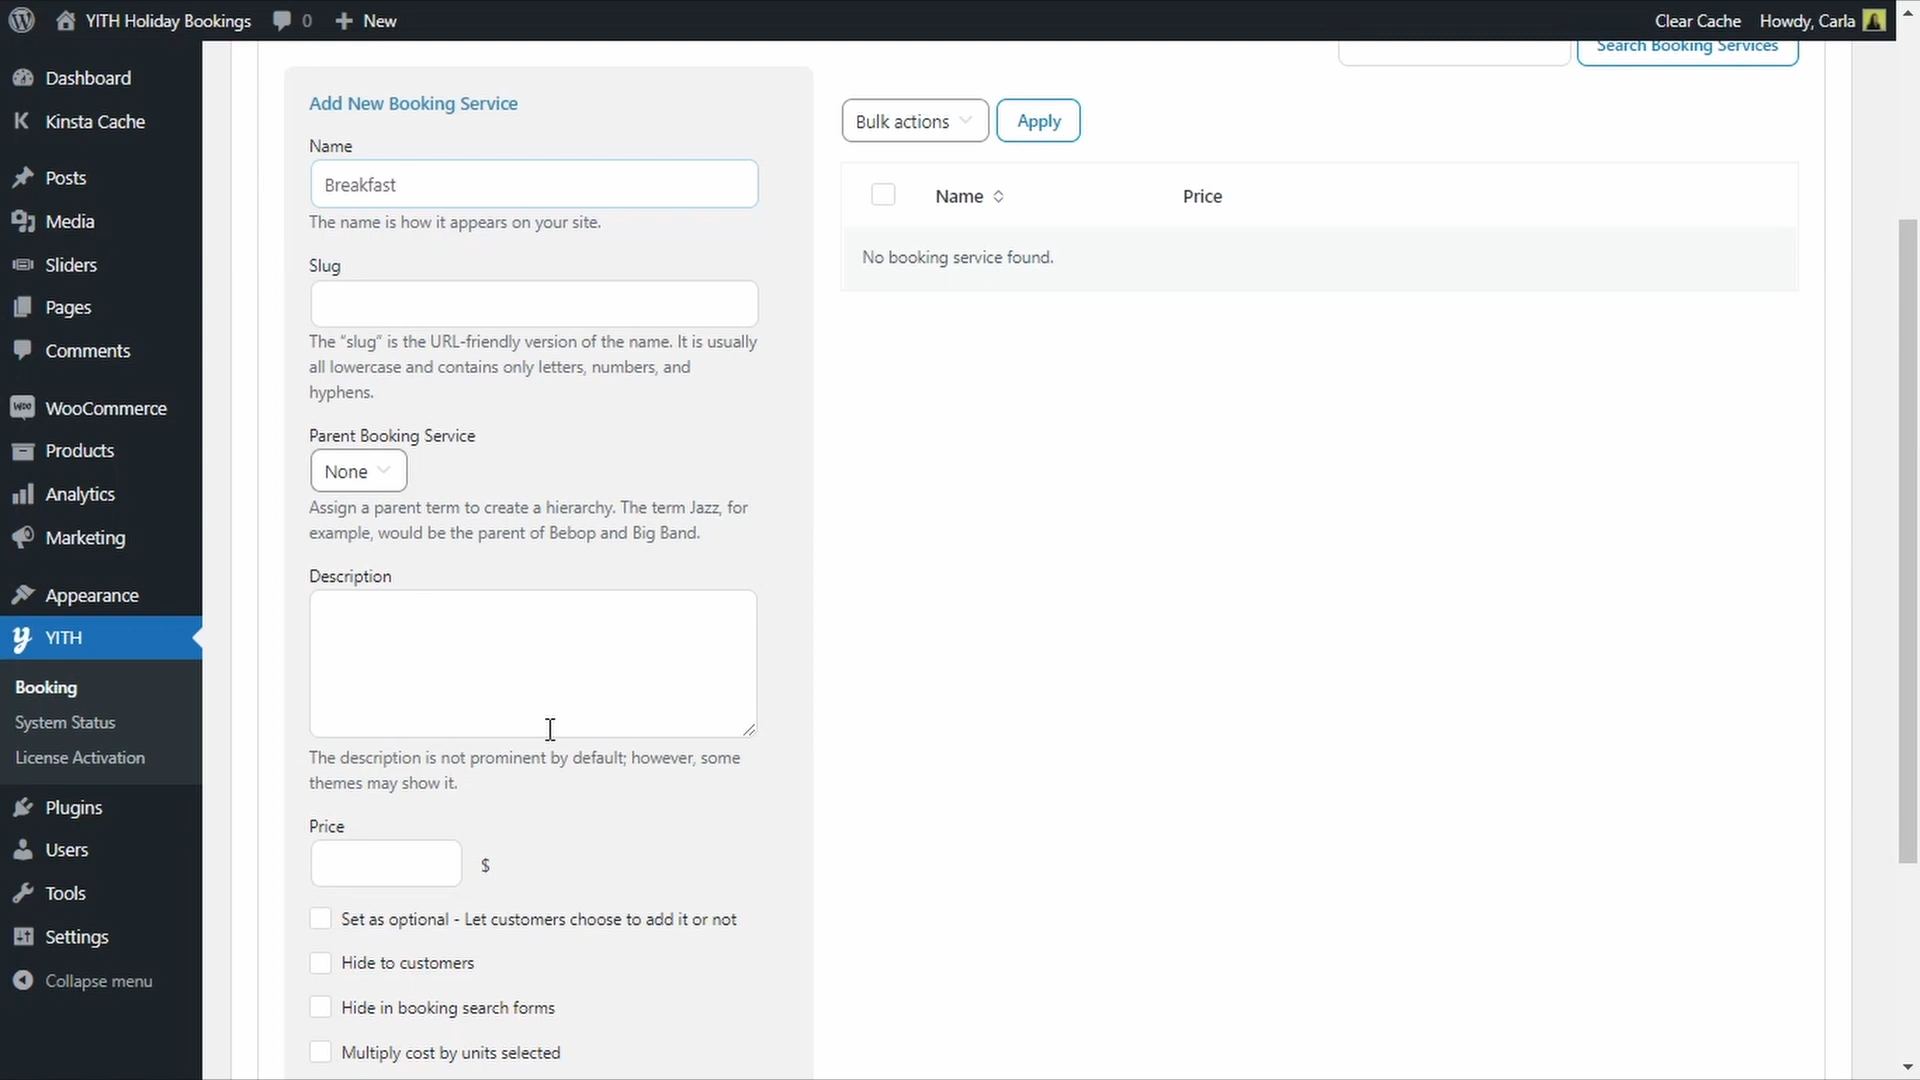 YITH Holiday Bookings
0
New
Clear Cache
Howdy, Carla
Dashboard
Kinsta Cache
Posts
Media
Sliders
Pages
Comments
WooCommerce
Products
Analytics
Marketing
Appearance
YITH
Booking
System Status
License Activation
Plugins
Users
Tools
Settings
Collapse menu
Add New Booking Service
Name
Breakfast
The name is how it appears on your site.
Slug
The “slug” is the URL-friendly version of the name. It is usually
all lowercase and contains only letters, numbers, and
hyphens.
Parent Booking Service
None
Assign a parent term to create a hierarchy. The term Jazz, for
example, would be the parent of Bebop and Big Band.
Description
The description is not prominent by default; however, some
themes may show it.
Price
$
Set as optional - Let customers choose to add it or not
Hide to customers
Hide in booking search forms
Multiply cost by units selected
Search Booking Services
Bulk actions
Apply
Name
Price
No booking service found.